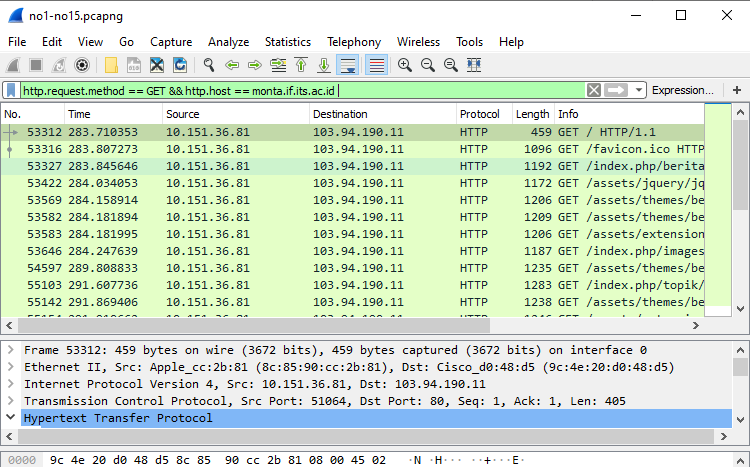 no1-no15.pcapng
File Edit View Go Capture Analyze Statistics Telephony Wireless Tools Help
http.request.method == GET && http.host == monta.if.its.ac.id Expression... +
No. Time Source Destination Protocol Length Info
53312 283.710353 10.151.36.81 103.94.190.11 HTTP 459 GET / HTTP/1.1
53316 283.807273 10.151.36.81 103.94.190.11 HTTP 1096 GET /favicon.ico HTTP
53327 283.845646 10.151.36.81 103.94.190.11 HTTP 1192 GET /index.php/berita
53422 284.034053 10.151.36.81 103.94.190.11 HTTP 1172 GET /assets/jquery/jq
53569 284.158914 10.151.36.81 103.94.190.11 HTTP 1206 GET /assets/themes/be
53582 284.181894 10.151.36.81 103.94.190.11 HTTP 1209 GET /assets/themes/be
53583 284.181995 10.151.36.81 103.94.190.11 HTTP 1206 GET /assets/extension
53646 284.247639 10.151.36.81 103.94.190.11 HTTP 1187 GET /index.php/images
54597 289.808833 10.151.36.81 103.94.190.11 HTTP 1235 GET /assets/themes/be
55103 291.607736 10.151.36.81 103.94.190.11 HTTP 1283 GET /index.php/topik/
55142 291.869406 10.151.36.81 103.94.190.11 HTTP 1238 GET /assets/themes/be
Frame 53312: 459 bytes on wire (3672 bits), 459 bytes captured (3672 bits) on interface 0
Ethernet II, Src: Apple_cc:2b:81 (8c:85:90:cc:2b:81), Dst: Cisco_d0:48:d5 (9c:4e:20:d0:48:d5)
Internet Protocol Version 4, Src: 10.151.36.81, Dst: 103.94.190.11
Transmission Control Protocol, Src Port: 51064, Dst Port: 80, Seq: 1, Ack: 1, Len: 405
Hypertext Transfer Protocol
0000 9c 4e 20 d0 48 d5 8c 85 90 cc 2b 81 08 00 45 02 ·N ·H··· ··+···E·